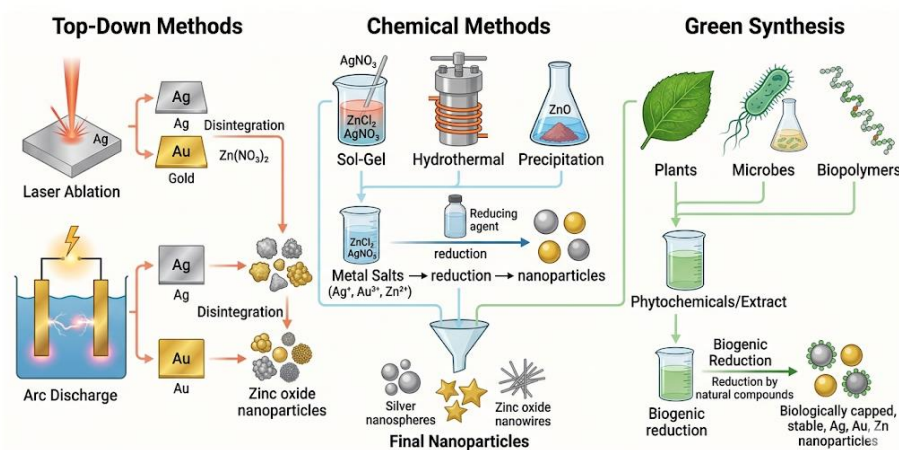 Top-Down Methods
Ag
Laser Ablation
Ag
Ag
Au
Gold
Disintegration
Zn(NO₃)₂
Arc Discharge
Ag
Ag
Au
Au
Disintegration
Zinc oxide
nanoparticles
Chemical Methods
AgNO₃
ZnCl₂
AgNO₃
Sol-Gel
Hydrothermal
ZnO
Precipitation
ZnCl₂
AgNO₅
Reducing
agent
reduction
Metal Salts → reduction → nanoparticles
(Ag⁺, Au³⁺, Zn²⁺)
Silver
nanospheres
Zinc oxide
nanowires
Final Nanoparticles
Green Synthesis
Plants
Microbes
Biopolymers
Phytochemicals/Extract
Biogenic
reduction
Biogenic
Reduction
Reduction by
natural compounds
Biologically capped,
stable, Ag, Au, Zn
nanoparticles